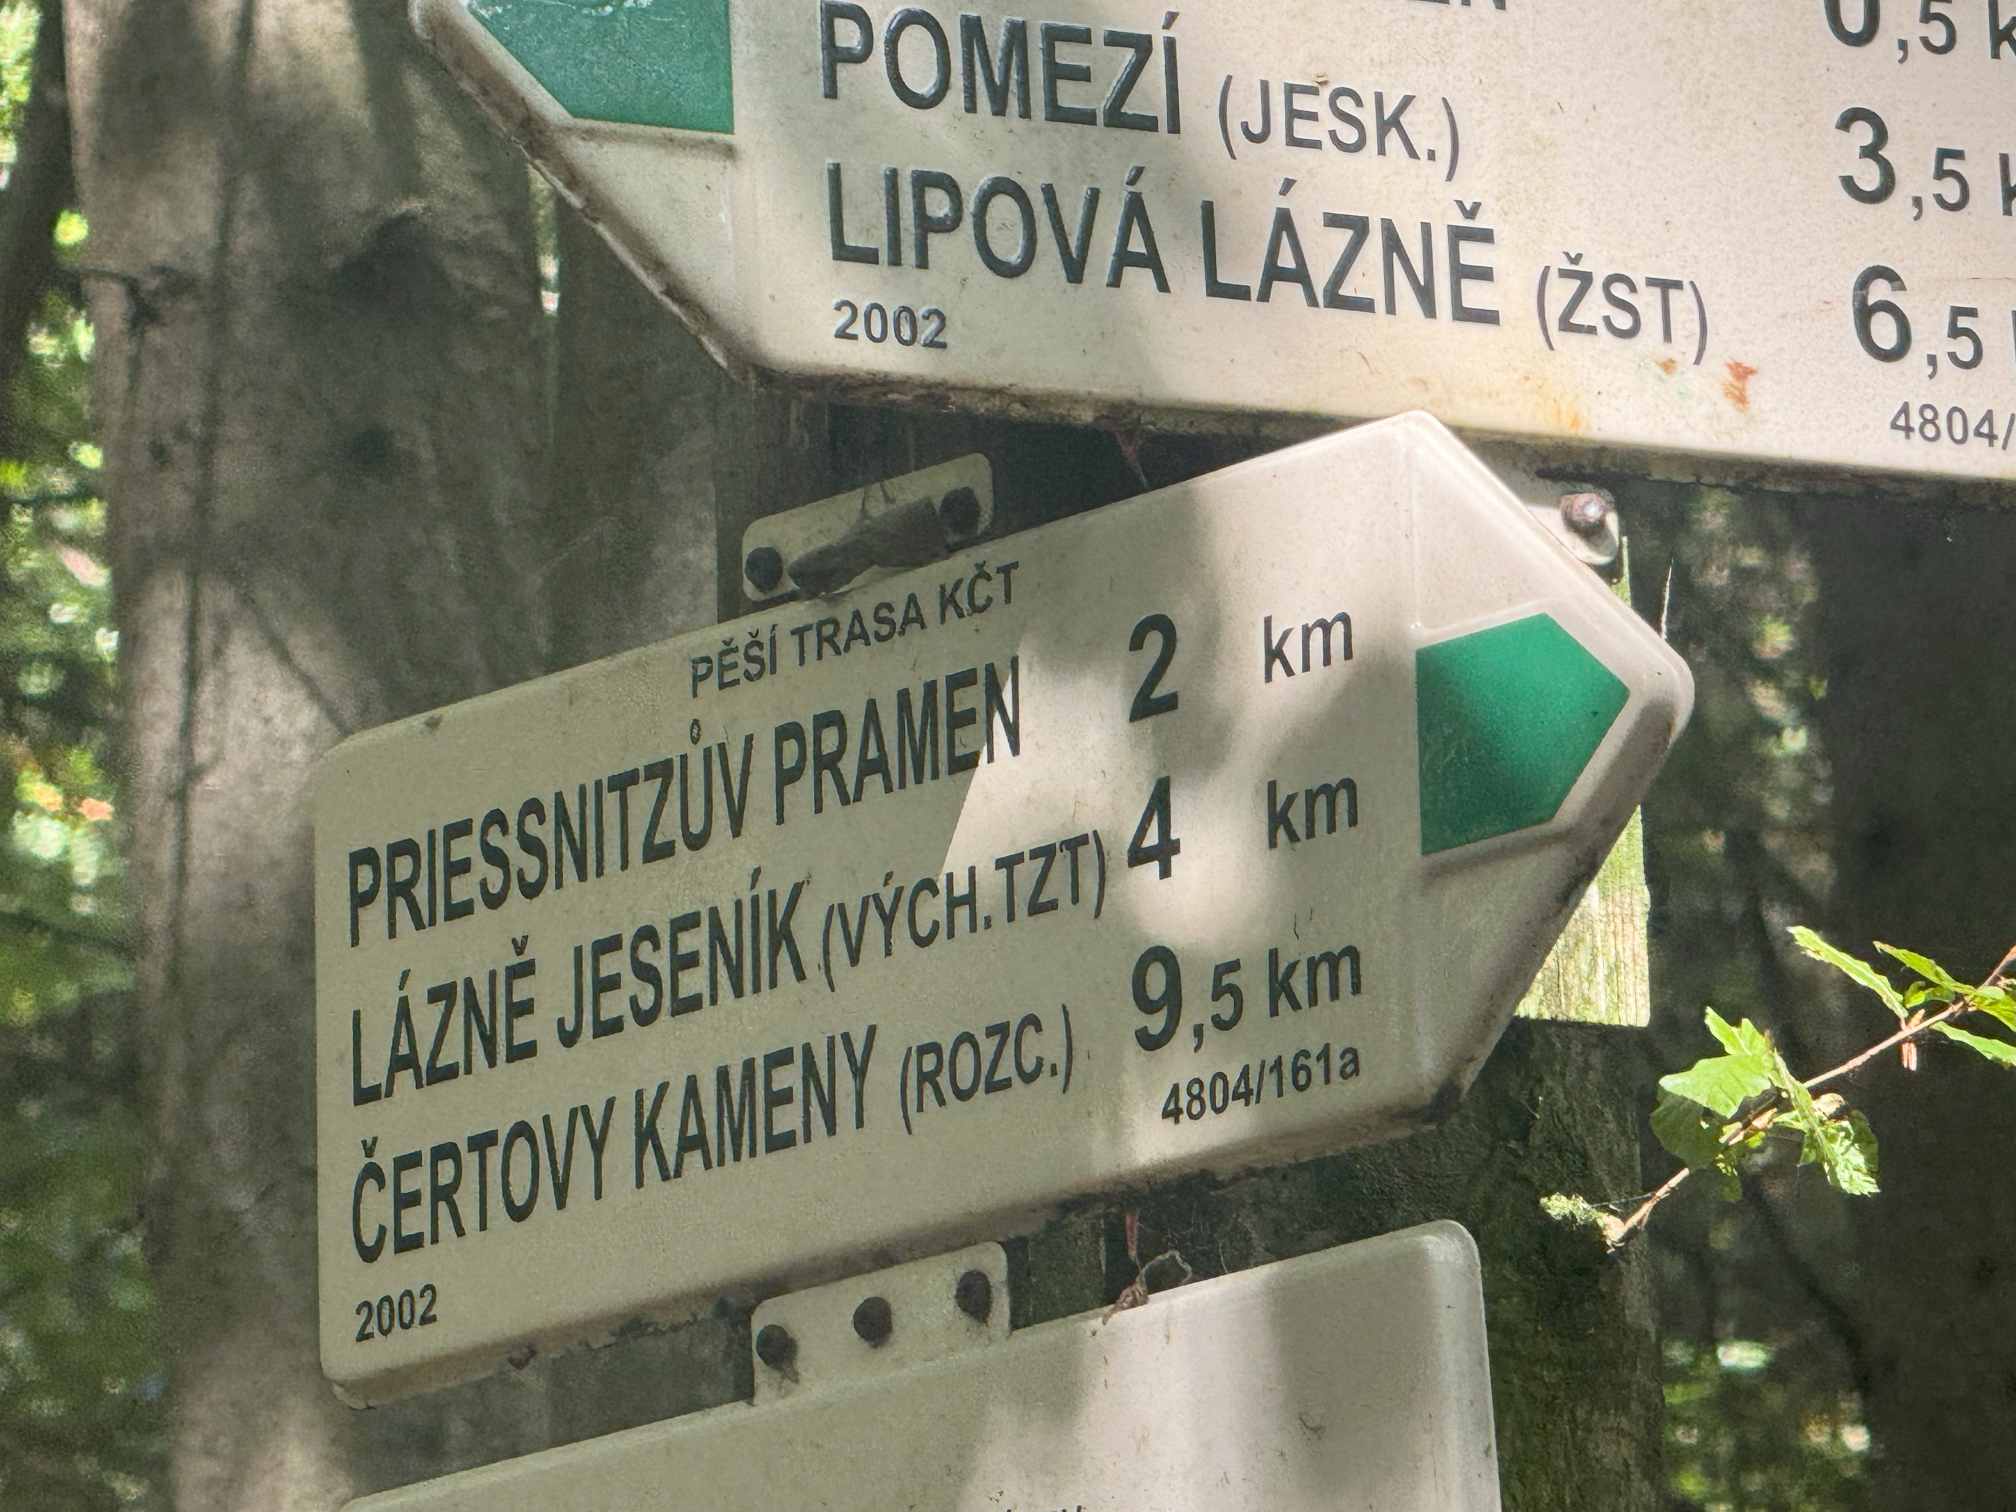 POMEZÍ (JESK.) 3,5
LIPOVÁ LÁZNĚ (ŽST) 6,5
2002 4804/
PĚŠÍ TRASA KČT
PRIESSNITZŮV PRAMEN 2 km
LÁZNĚ JESENÍK (VÝCH.TZT) 4 km
ČERTOVY KAMENY (ROZC.) 9,5 km
4804/161a
2002